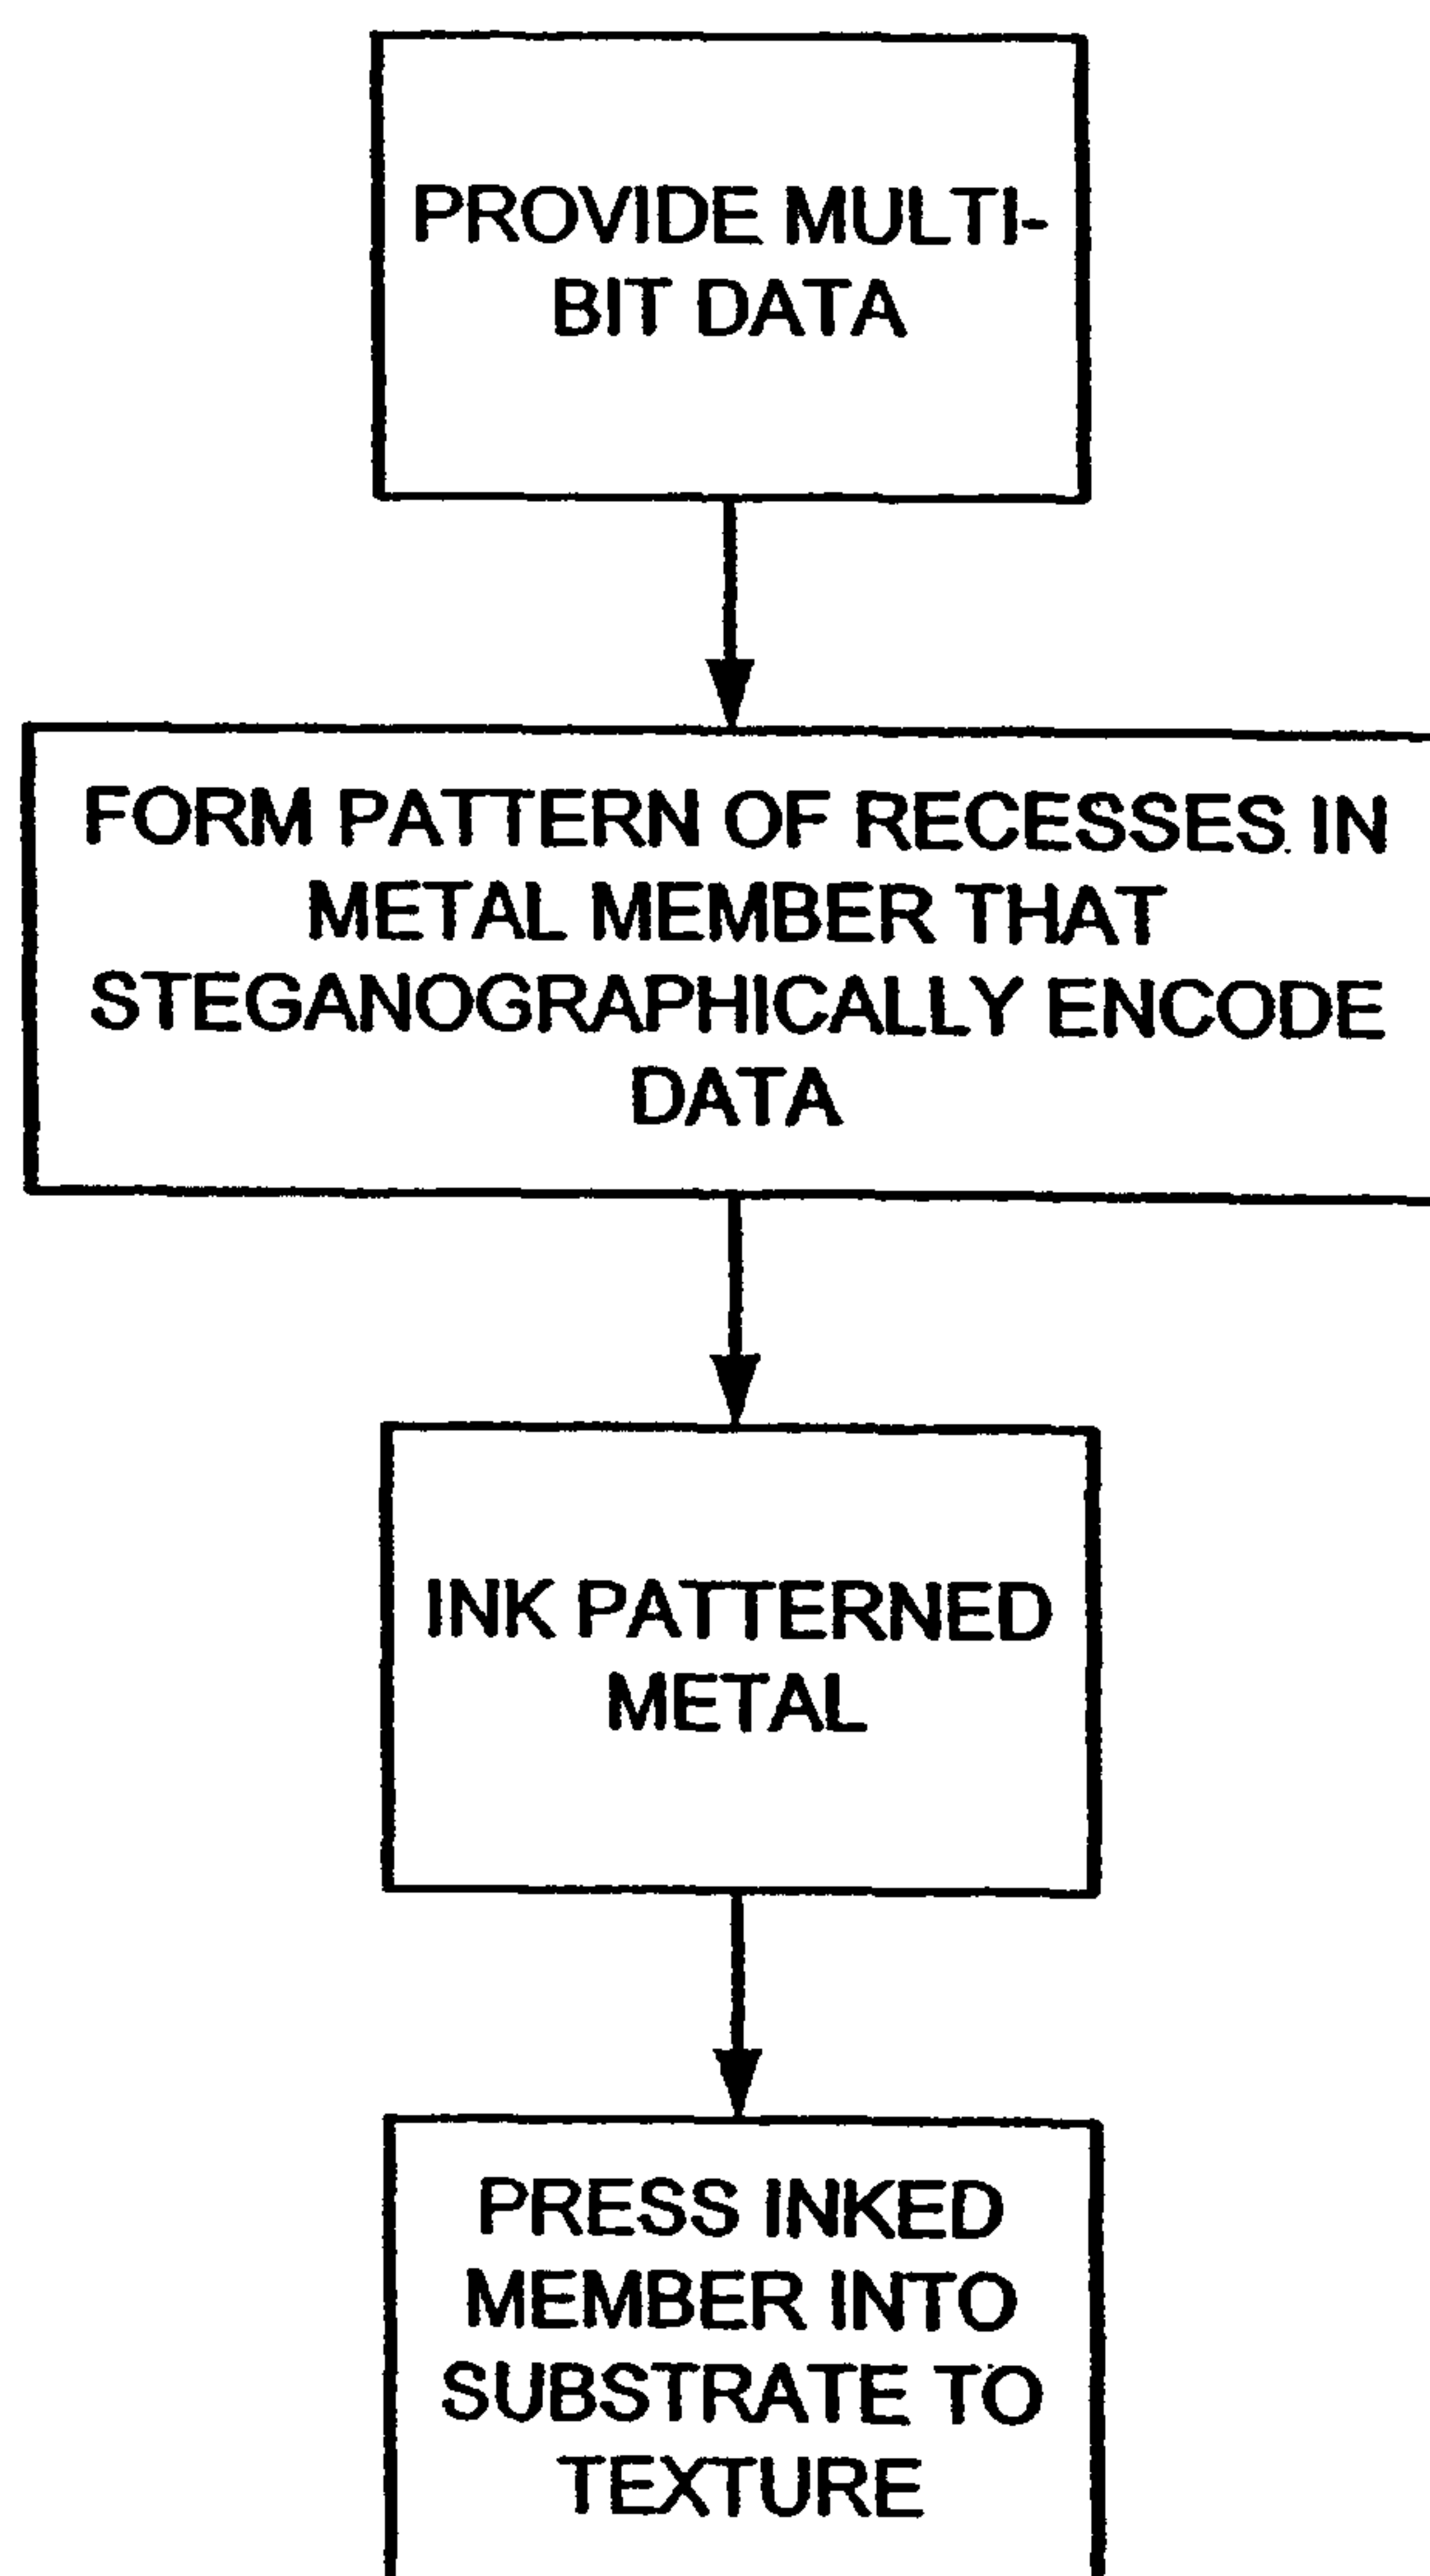 PROVIDE MULTI-
BIT DATA
FORM PATTERN OF RECESSES IN
METAL MEMBER THAT
STEGANOGRAPHICALLY ENCODE
DATA
INK PATTERNED
METAL
PRESS INKED
MEMBER INTO
SUBSTRATE TO
TEXTURE